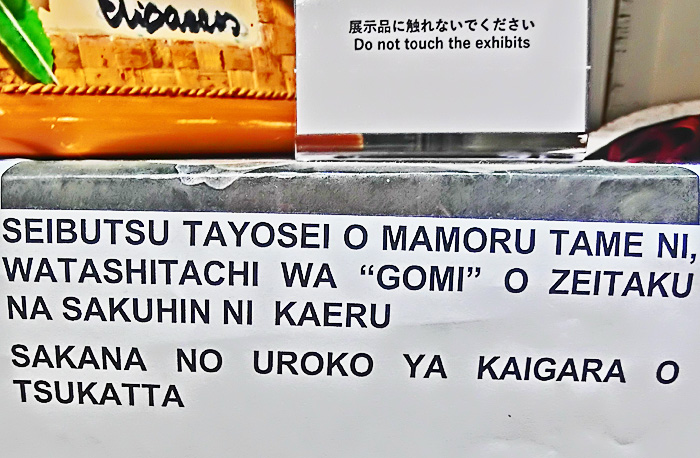 展示品に触れないでください
Do not touch the exhibits
SEIBUTSU TAYOSEI O MAMORU TAME NI,
WATASHITACHI WA “GOMI” O ZEITAKU
NA SAKUHIN NI KAERU
SAKANA NO UROKO YA KAIGARA O
TSUKATTA